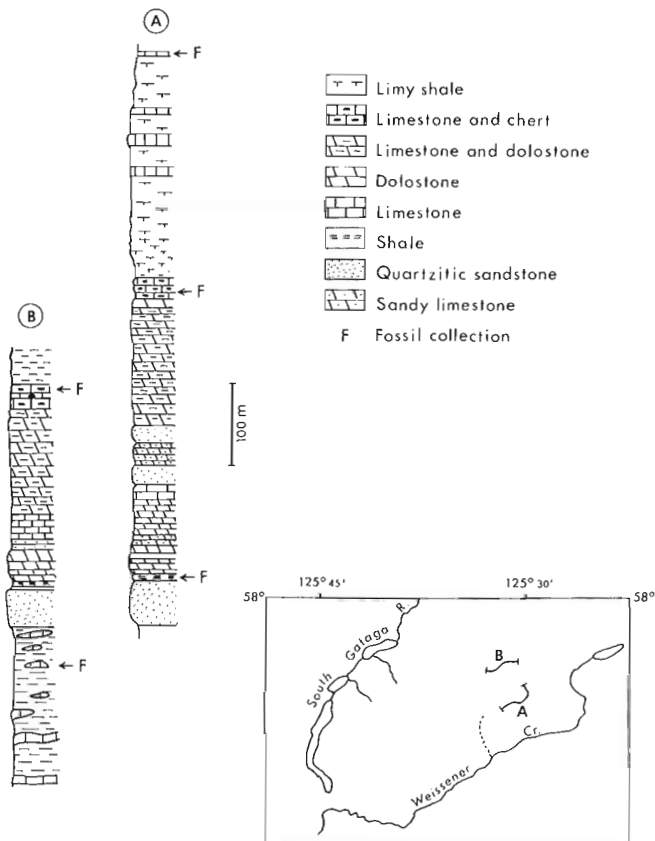 A
F
Limy shale
Limestone and chert
Limestone and dolostone
Dolostone
Limestone
Shale
Quartzitic sandstone
Sandy limestone
F Fossil collection
F
B
F
100 m
F
F
125° 45'
125° 30'
58°
58°
South Gataga R.
B
A
Weissener Cr.